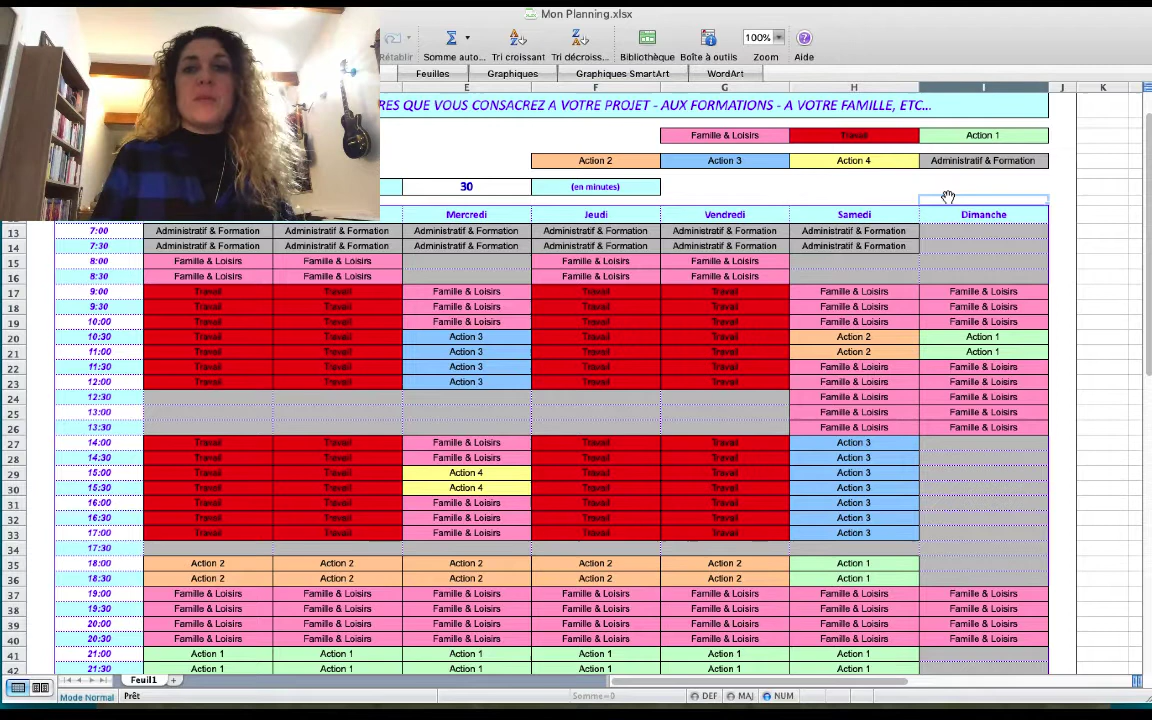 Mon Planning.xlsx
Rétablir Somme auto... Tri croissant Tri décroiss... Bibliothèque Boîte à outils 100% Zoom Aide
Feuilles Graphiques Graphiques SmartArt WordArt
E F G H I J K
RES QUE VOUS CONSACREZ A VOTRE PROJET - AUX FORMATIONS - A VOTRE FAMILLE, ETC...
Famille & Loisirs Travail Action 1
Action 2 Action 3 Action 4 Administratif & Formation
30 (en minutes)
Mercredi Jeudi Vendredi Samedi Dimanche
13 7:00 Administratif & Formation Administratif & Formation Administratif & Formation Administratif & Formation Administratif & Formation Administratif & Formation
14 7:30 Administratif & Formation Administratif & Formation Administratif & Formation Administratif & Formation Administratif & Formation Administratif & Formation
15 8:00 Famille & Loisirs Famille & Loisirs Famille & Loisirs Famille & Loisirs
16 8:30 Famille & Loisirs Famille & Loisirs Famille & Loisirs Famille & Loisirs
17 9:00 Travail Travail Famille & Loisirs Travail Travail Famille & Loisirs Famille & Loisirs
18 9:30 Travail Travail Famille & Loisirs Travail Travail Famille & Loisirs Famille & Loisirs
19 10:00 Travail Travail Famille & Loisirs Travail Travail Famille & Loisirs Famille & Loisirs
20 10:30 Travail Travail Action 3 Travail Travail Action 2 Action 1
21 11:00 Travail Travail Action 3 Travail Travail Action 2 Action 1
22 11:30 Travail Travail Action 3 Travail Travail Famille & Loisirs Famille & Loisirs
23 12:00 Travail Travail Action 3 Travail Travail Famille & Loisirs Famille & Loisirs
24 12:30 Famille & Loisirs Famille & Loisirs
25 13:00 Famille & Loisirs Famille & Loisirs
26 13:30 Famille & Loisirs Famille & Loisirs
27 14:00 Travail Travail Famille & Loisirs Travail Travail Action 3
28 14:30 Travail Travail Famille & Loisirs Travail Travail Action 3
29 15:00 Travail Travail Action 4 Travail Travail Action 3
30 15:30 Travail Travail Action 4 Travail Travail Action 3
31 16:00 Travail Travail Famille & Loisirs Travail Travail Action 3
32 16:30 Travail Travail Famille & Loisirs Travail Travail Action 3
33 17:00 Travail Travail Famille & Loisirs Travail Travail Action 3
34 17:30
35 18:00 Action 2 Action 2 Action 2 Action 2 Action 2 Action 1
36 18:30 Action 2 Action 2 Action 2 Action 2 Action 2 Action 1
37 19:00 Famille & Loisirs Famille & Loisirs Famille & Loisirs Famille & Loisirs Famille & Loisirs Famille & Loisirs Famille & Loisirs
38 19:30 Famille & Loisirs Famille & Loisirs Famille & Loisirs Famille & Loisirs Famille & Loisirs Famille & Loisirs Famille & Loisirs
39 20:00 Famille & Loisirs Famille & Loisirs Famille & Loisirs Famille & Loisirs Famille & Loisirs Famille & Loisirs Famille & Loisirs
40 20:30 Famille & Loisirs Famille & Loisirs Famille & Loisirs Famille & Loisirs Famille & Loisirs Famille & Loisirs Famille & Loisirs
41 21:00 Action 1 Action 1 Action 1 Action 1 Action 1 Action 1
42 21:30 Action 1 Action 1 Action 1 Action 1 Action 1 Action 1
Feuil1
Mode Normal Prêt Somme=0 DEF MAJ NUM